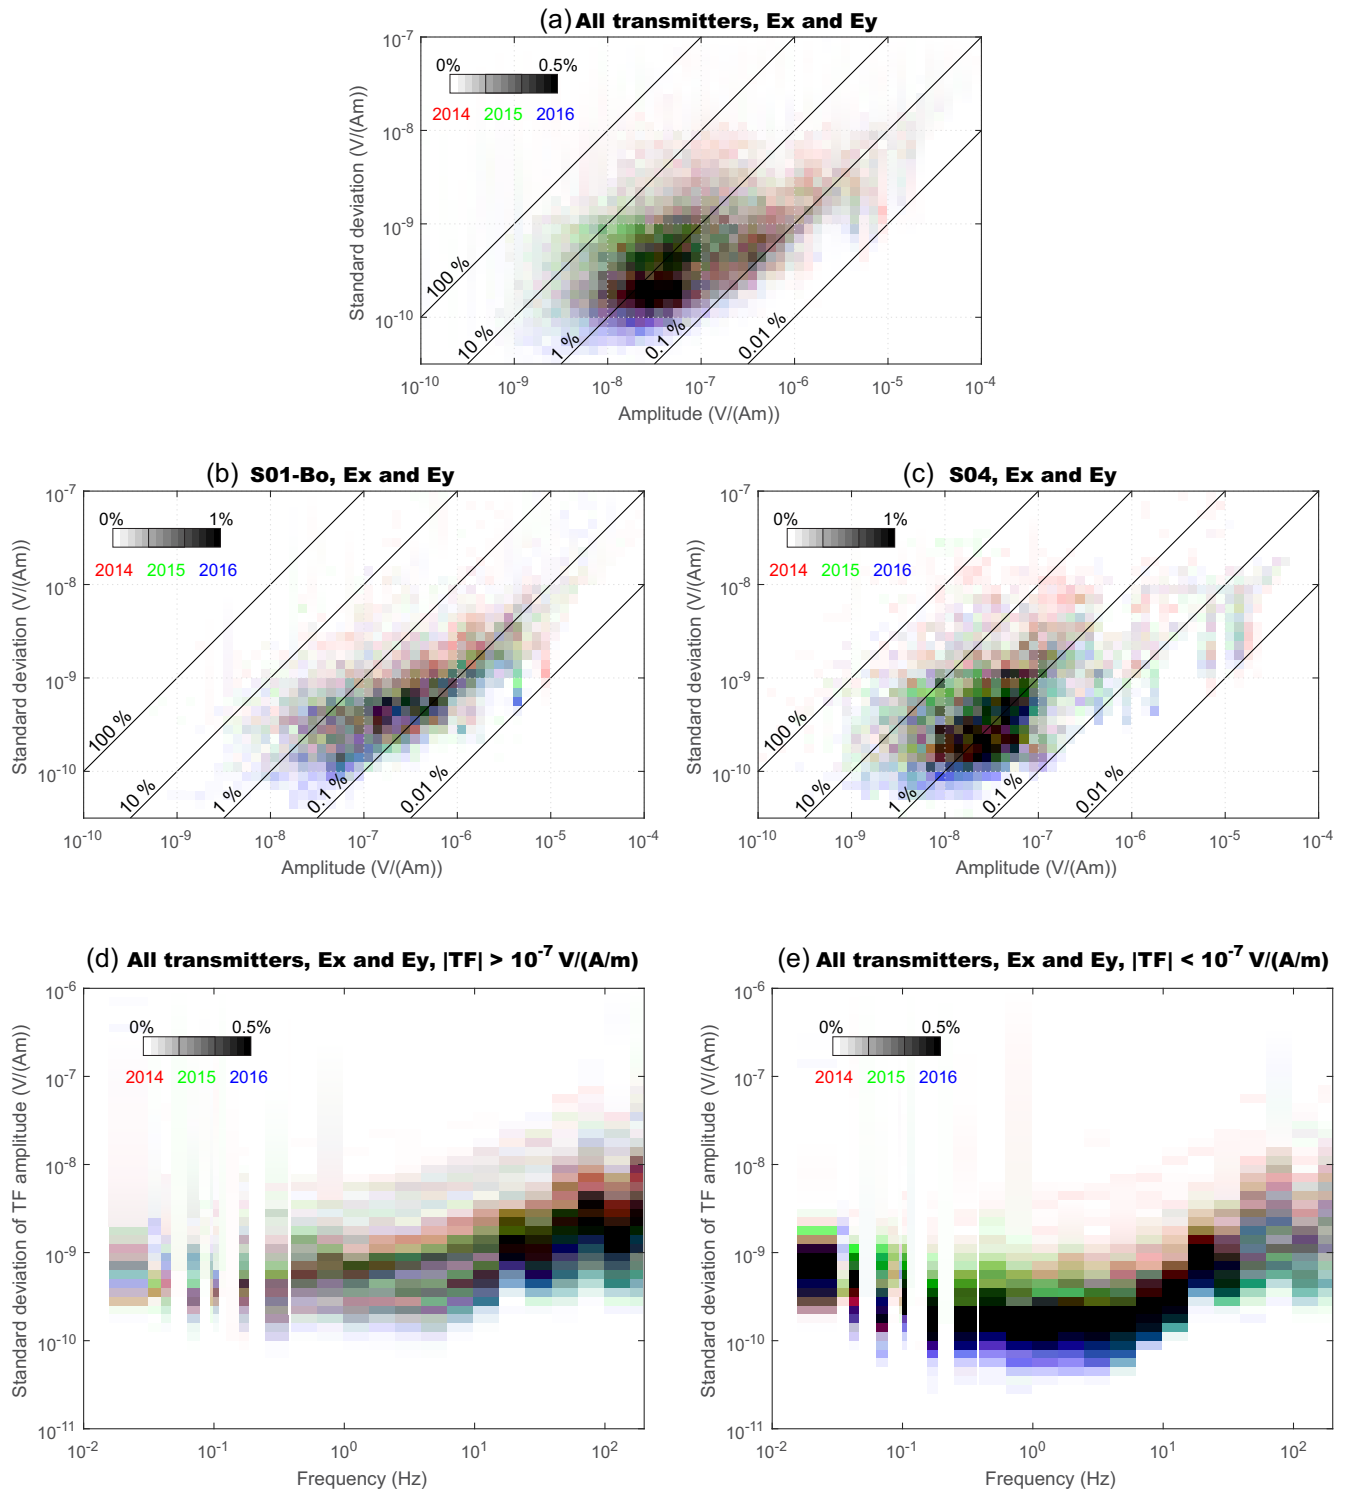 (a) All transmitters, Ex and Ey
10⁻⁷
10⁻⁸
10⁻⁹
10⁻¹⁰
Standard deviation (V/(Am))
0% 0.5%
2014 2015 2016
100 %
10 %
1 %
0.1 %
0.01 %
10⁻¹⁰ 10⁻⁹ 10⁻⁸ 10⁻⁷ 10⁻⁶ 10⁻⁵ 10⁻⁴
Amplitude (V/(Am))
(b) S01-Bo, Ex and Ey
10⁻⁷
10⁻⁸
10⁻⁹
10⁻¹⁰
Standard deviation (V/(Am))
0% 1%
2014 2015 2016
100 %
10 %
1 %
0.1 %
0.01 %
10⁻¹⁰ 10⁻⁹ 10⁻⁸ 10⁻⁷ 10⁻⁶ 10⁻⁵ 10⁻⁴
Amplitude (V/(Am))
(c) S04, Ex and Ey
10⁻⁷
10⁻⁸
10⁻⁹
10⁻¹⁰
Standard deviation (V/(Am))
0% 1%
2014 2015 2016
100 %
10 %
1 %
0.1 %
0.01 %
10⁻¹⁰ 10⁻⁹ 10⁻⁸ 10⁻⁷ 10⁻⁶ 10⁻⁵ 10⁻⁴
Amplitude (V/(Am))
(d) All transmitters, Ex and Ey, |TF| > 10⁻⁷ V/(A/m)
10⁻⁶
10⁻⁷
10⁻⁸
10⁻⁹
10⁻¹⁰
10⁻¹¹
Standard deviation of TF amplitude (V/(Am))
0% 0.5%
2014 2015 2016
10⁻² 10⁻¹ 10⁰ 10¹ 10²
Frequency (Hz)
(e) All transmitters, Ex and Ey, |TF| < 10⁻⁷ V/(A/m)
10⁻⁶
10⁻⁷
10⁻⁸
10⁻⁹
10⁻¹⁰
10⁻¹¹
Standard deviation of TF amplitude (V/(Am))
0% 0.5%
2014 2015 2016
10⁻² 10⁻¹ 10⁰ 10¹ 10²
Frequency (Hz)